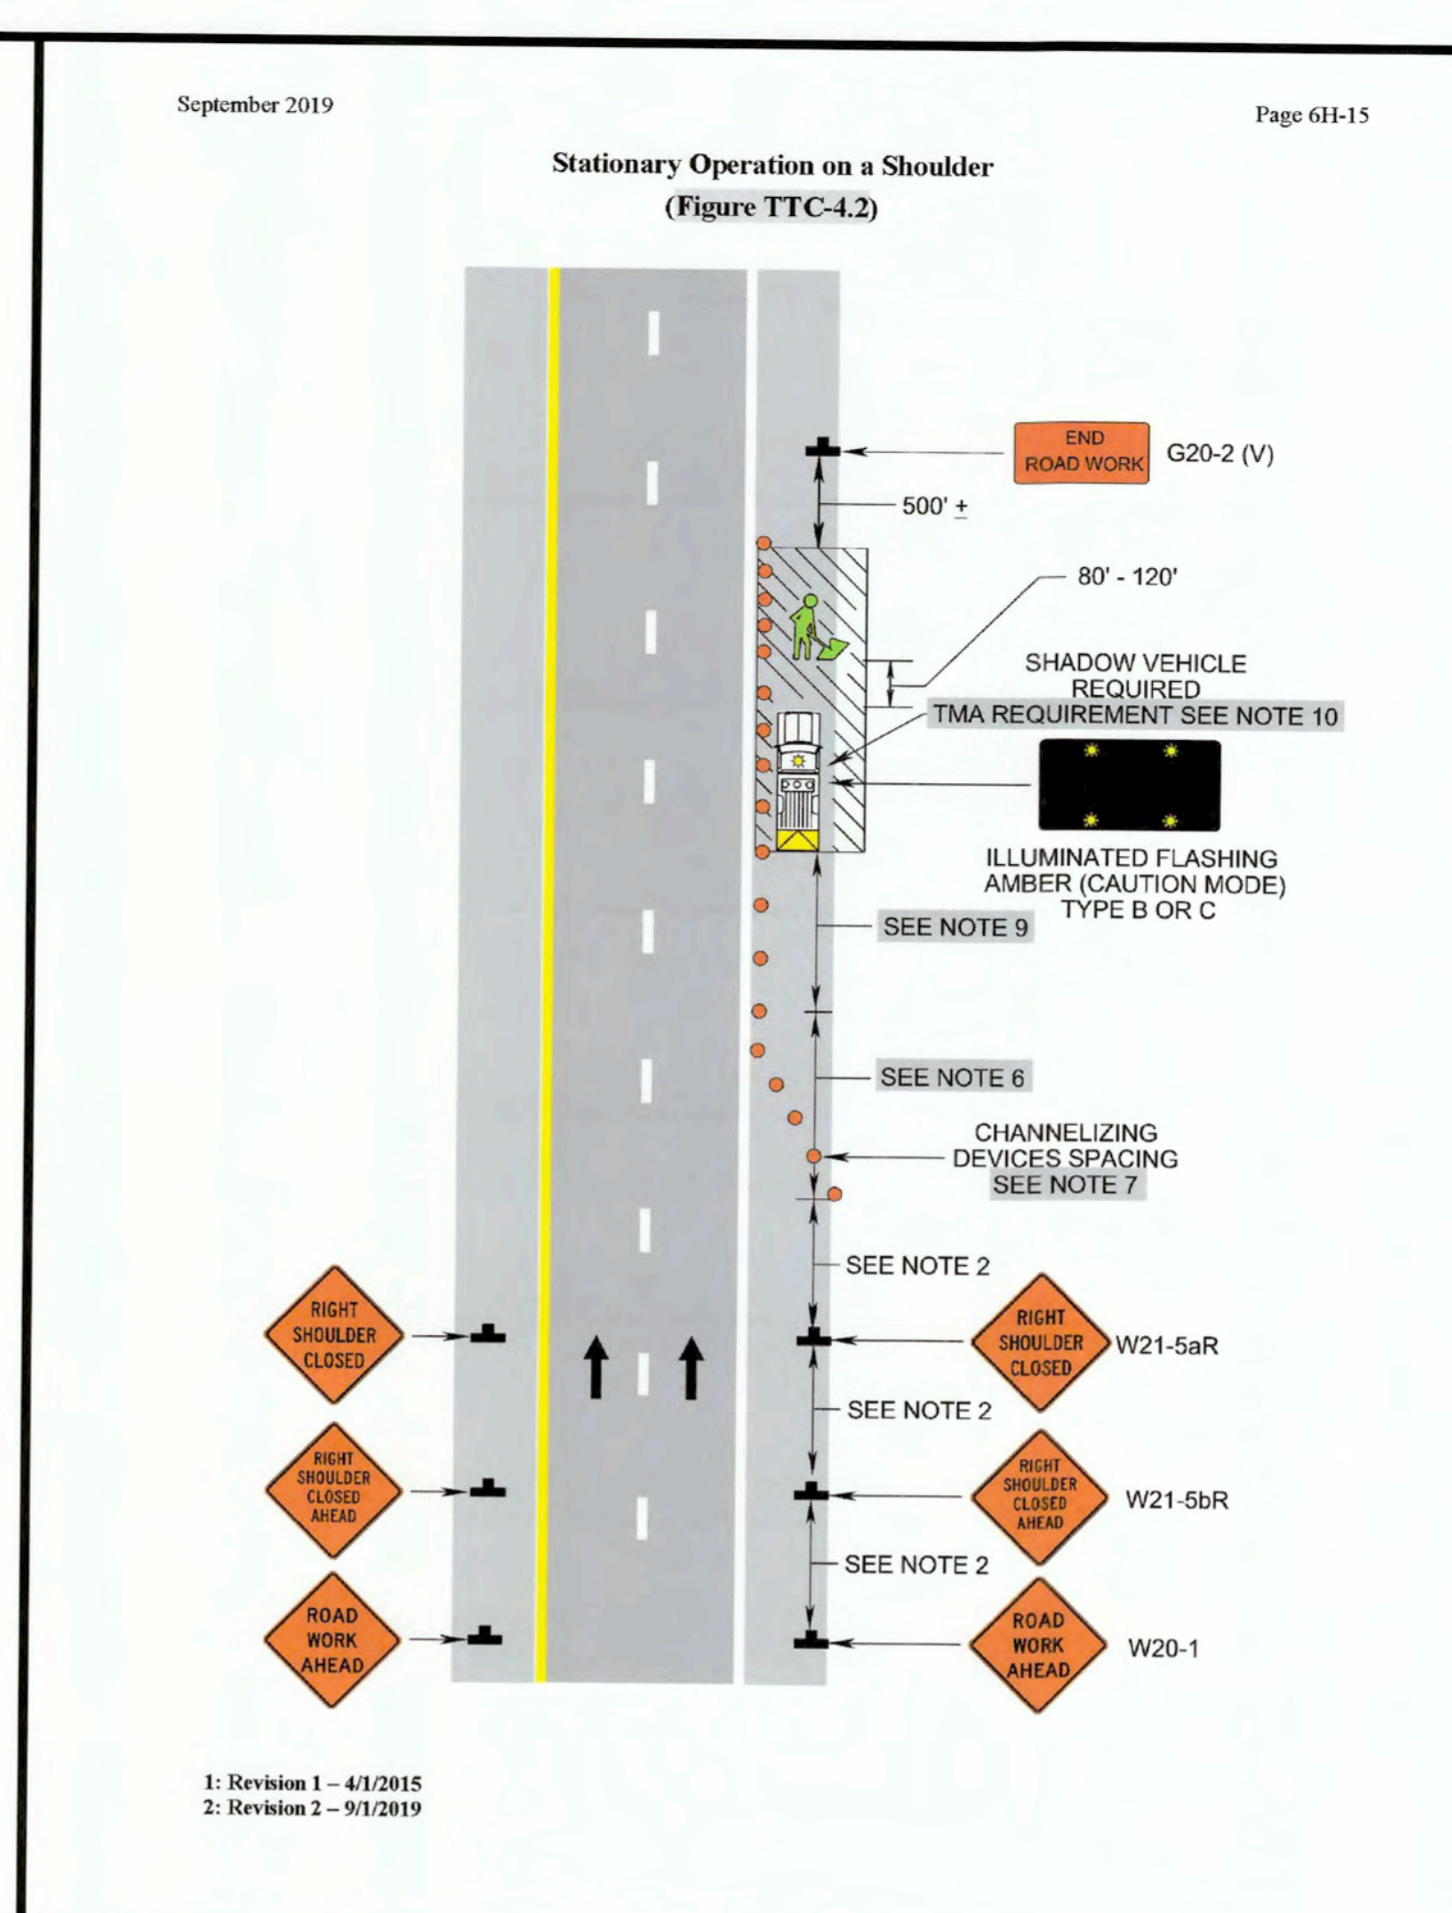 September 2019
Page 6H-15
Stationary Operation on a Shoulder
(Figure TTC-4.2)
END
ROAD WORK
G20-2 (V)
500' ±
80' - 120'
SHADOW VEHICLE
REQUIRED
TMA REQUIREMENT SEE NOTE 10
ILLUMINATED FLASHING
AMBER (CAUTION MODE)
TYPE B OR C
SEE NOTE 9
SEE NOTE 6
CHANNELIZING
DEVICES SPACING
SEE NOTE 7
SEE NOTE 2
RIGHT
SHOULDER
CLOSED
RIGHT
SHOULDER
CLOSED
W21-5aR
SEE NOTE 2
RIGHT
SHOULDER
CLOSED
AHEAD
RIGHT
SHOULDER
CLOSED
AHEAD
W21-5bR
SEE NOTE 2
ROAD
WORK
AHEAD
ROAD
WORK
AHEAD
W20-1
1: Revision 1 – 4/1/2015
2: Revision 2 – 9/1/2019